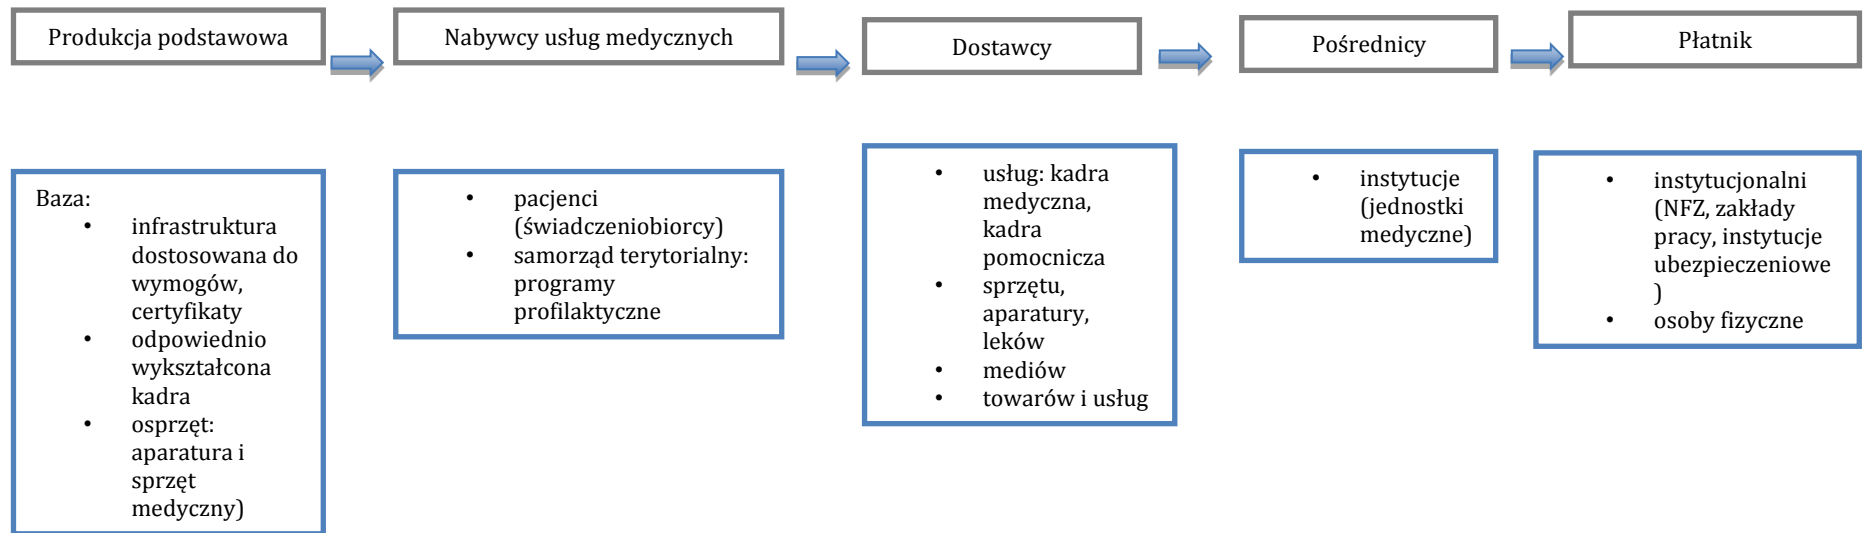 Produkcja podstawowa
Nabywcy usług medycznych
Dostawcy
Pośrednicy
Płatnik
Baza:
• infrastruktura
dostosowana do
wymogów,
certyfikaty
• odpowiednio
wykształcona
kadra
• osprzęt:
aparatura i
sprzęt
medyczny)
• pacjenci
(świadczeniobiorcy)
• samorząd terytorialny:
programy
profilaktyczne
• usług: kadra
medyczna,
kadra
pomocnicza
• sprzętu,
aparatury,
leków
• mediów
• towarów i usług
• instytucje
(jednostki
medyczne)
• instytucjonalni
(NFZ, zakłady
pracy, instytucje
ubezpieczeniowe
)
• osoby fizyczne